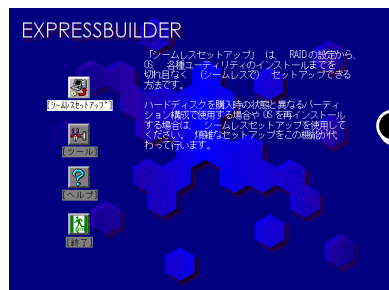 EXPRESSBUILDER
「シームレスセットアップ」 は、 RAIDの設定から、
OS、 各種ユーティリティのインストールまでを
切れ目なく （シームレスで） セットアップできる
方法です。
ハードディスクを購入時の状態と異なるパーティ
ション構成で使用する場合や OS を再インストール
する場合は、 シームレスセットアップを使用して
ください。 煩雑なセットアップをこの機能が代
わって行います。
[シームレスセットアップ]
[ツール]
[ヘルプ]
[終了]